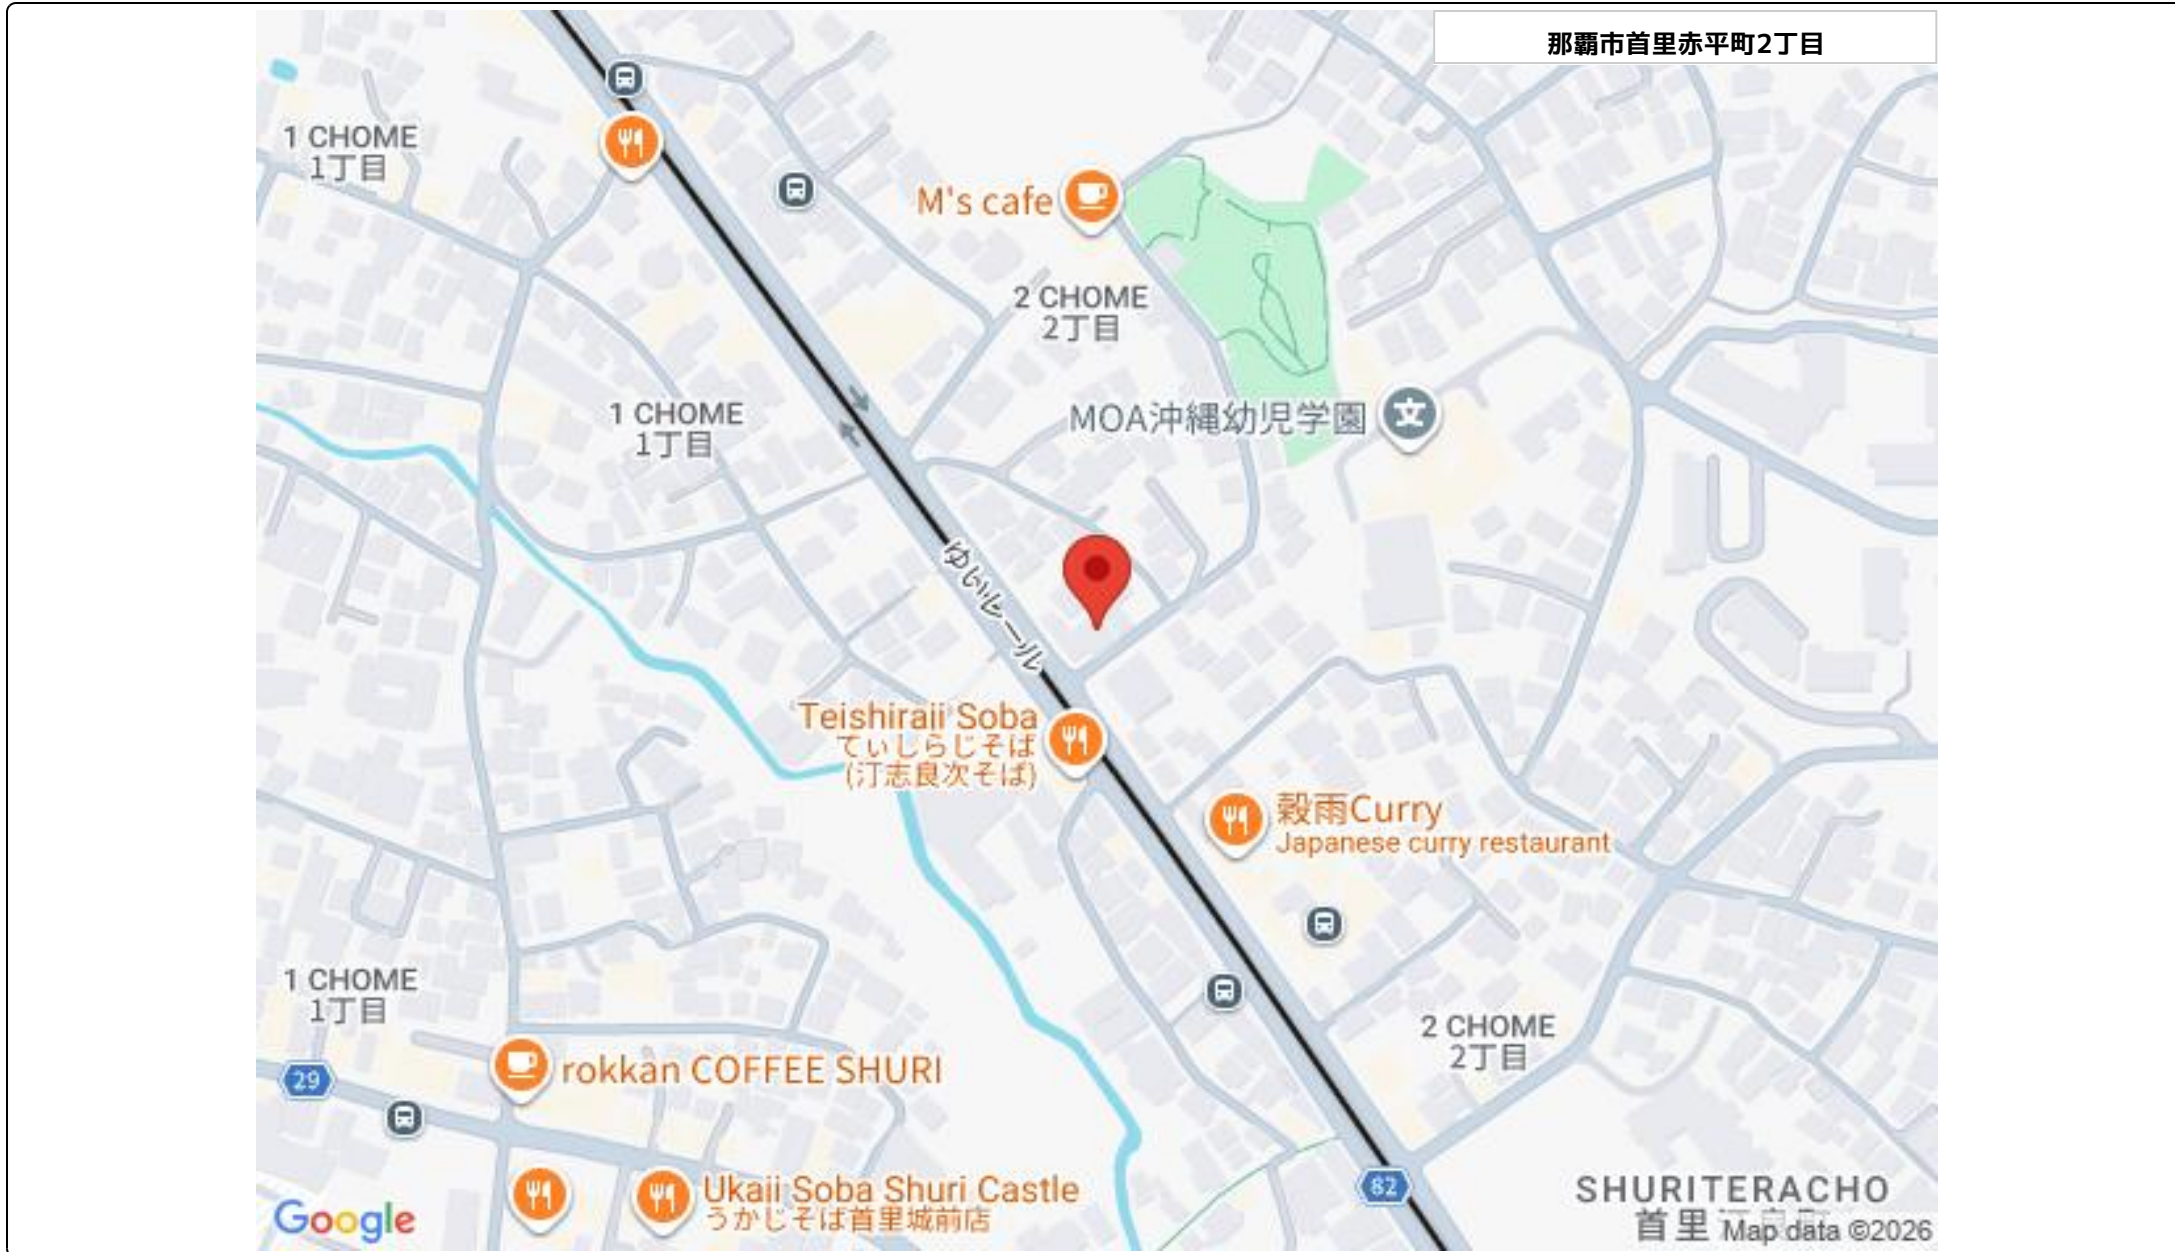 那覇市首里赤平町2丁目
1 CHOME
1丁目
M's cafe
2 CHOME
2丁目
1 CHOME
1丁目
MOA沖縄幼児学園
ゆいレール
Teishiraji Soba
てぃしらじそば
(汀志良次そば)
穀雨Curry
Japanese curry restaurant
1 CHOME
1丁目
2 CHOME
2丁目
29
rokkan COFFEE SHURI
Ukaji Soba Shuri Castle
うかじそば首里城前店
82
SHURITERACHO
首里
Google
Map data ©2026